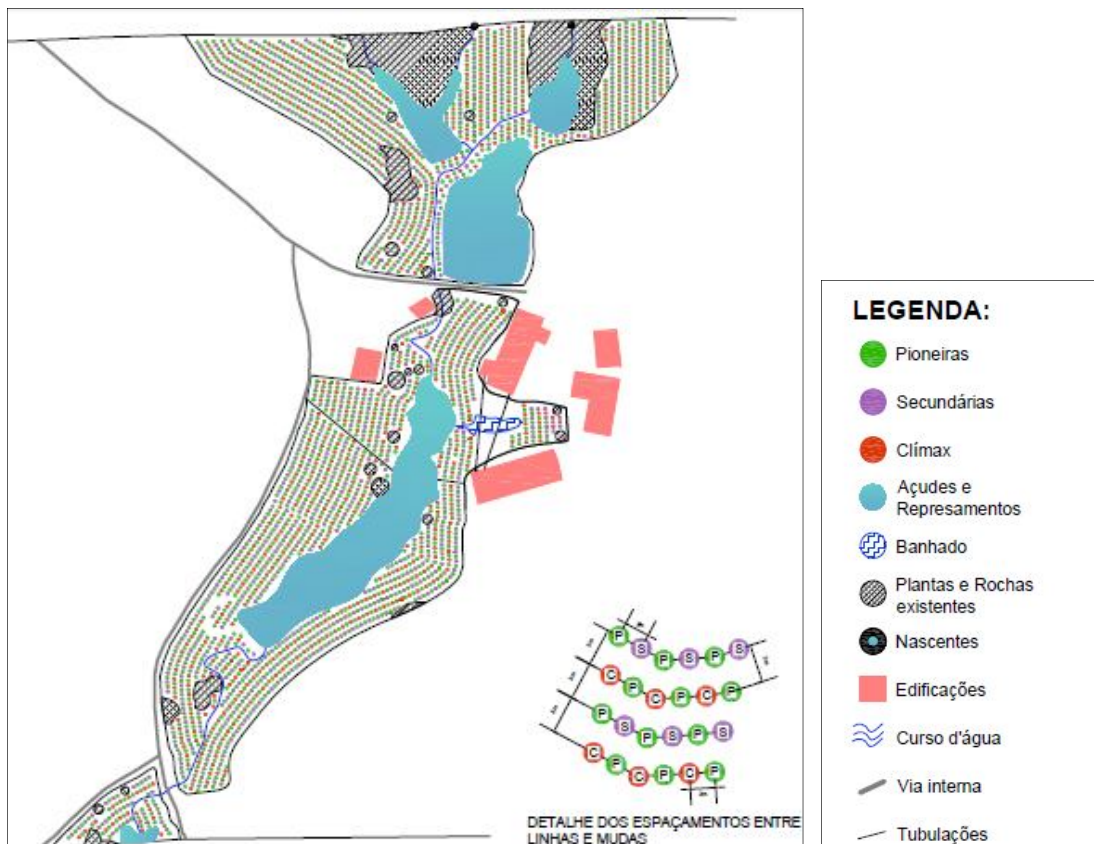 P
S
P
S
P
S
C
P
C
P
C
P
P
S
P
S
P
S
C
P
C
P
C
P
DETALHE DOS ESPAÇAMENTOS ENTRE
LINHAS E MUDAS
LEGENDA:
Pioneiras
Secundárias
Clímax
Açudes e
Represamentos
Banhado
Plantas e Rochas
existentes
Nascentes
Edificações
Curso d'água
Via interna
Tubulações